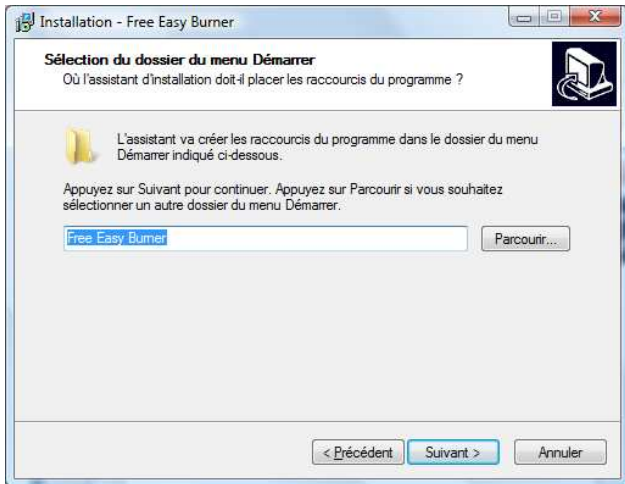 Installation - Free Easy Burner
Sélection du dossier du menu Démarrer
Où l'assistant d'installation doit-il placer les raccourcis du programme ?
L'assistant va créer les raccourcis du programme dans le dossier du menu
Démarrer indiqué ci-dessous.
Appuyez sur Suivant pour continuer. Appuyez sur Parcourir si vous souhaitez
sélectionner un autre dossier du menu Démarrer.
Free Easy Burner
Parcourir...
< Précédent
Suivant >
Annuler